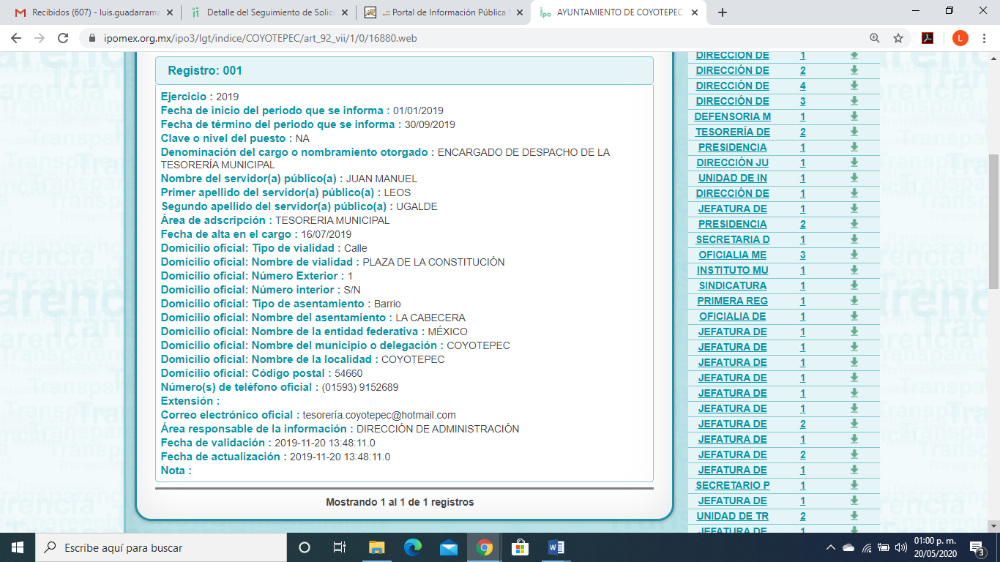 Recibidos (607) - luis.guadarrama
Detalle del Seguimiento de Solici
..:: Portal de Información Pública
ipo
AYUNTAMIENTO DE COYOTEPEC
ipomex.org.mx/ipo3/lgt/indice/COYOTEPEC/art_92_vii/1/0/16880.web
L
Registro: 001
Ejercicio : 2019
Fecha de inicio del periodo que se informa : 01/01/2019
Fecha de término del periodo que se informa : 30/09/2019
Clave o nivel del puesto : NA
Denominación del cargo o nombramiento otorgado : ENCARGADO DE DESPACHO DE LA
TESORERÍA MUNICIPAL
Nombre del servidor(a) público(a) : JUAN MANUEL
Primer apellido del servidor(a) público(a) : LEOS
Segundo apellido del servidor(a) público(a) : UGALDE
Área de adscripción : TESORERIA MUNICIPAL
Fecha de alta en el cargo : 16/07/2019
Domicilio oficial: Tipo de vialidad : Calle
Domicilio oficial: Nombre de vialidad : PLAZA DE LA CONSTITUCIÓN
Domicilio oficial: Número Exterior : 1
Domicilio oficial: Número interior : S/N
Domicilio oficial: Tipo de asentamiento : Barrio
Domicilio oficial: Nombre del asentamiento : LA CABECERA
Domicilio oficial: Nombre de la entidad federativa : MÉXICO
Domicilio oficial: Nombre del municipio o delegación : COYOTEPEC
Domicilio oficial: Nombre de la localidad : COYOTEPEC
Domicilio oficial: Código postal : 54660
Número(s) de teléfono oficial : (01593) 9152689
Extensión :
Correo electrónico oficial : tesorería.coyotepec@hotmail.com
Área responsable de la información : DIRECCIÓN DE ADMINISTRACIÓN
Fecha de validación : 2019-11-20 13:48:11.0
Fecha de actualización : 2019-11-20 13:48:11.0
Nota :
Mostrando 1 al 1 de 1 registros
DIRECCIÓN DE 1
DIRECCIÓN DE 2
DIRECCIÓN DE 4
DIRECCIÓN DE 3
DEFENSORIA M 1
TESORERÍA DE 2
PRESIDENCIA 1
DIRECCIÓN JU 1
UNIDAD DE IN 1
DIRECCIÓN DE 1
JEFATURA DE 1
PRESIDENCIA 2
SECRETARIA D 1
OFICIALIA ME 3
INSTITUTO MU 1
SINDICATURA 1
PRIMERA REG 1
OFICIALIA DE 1
JEFATURA DE 1
JEFATURA DE 1
JEFATURA DE 1
JEFATURA DE 1
JEFATURA DE 1
JEFATURA DE 1
JEFATURA DE 2
JEFATURA DE 1
JEFATURA DE 2
JEFATURA DE 1
SECRETARIO P 1
JEFATURA DE 1
UNIDAD DE TR 2
JEFATURA DE 1
Escribe aquí para buscar
01:00 p. m.
20/05/2020
3